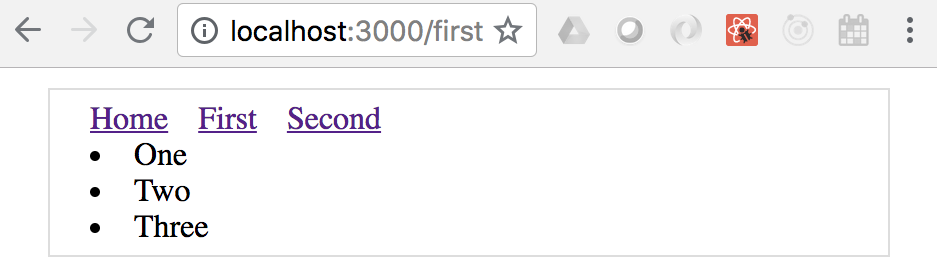 localhost:3000/first
Home First Second
One
Two
Three